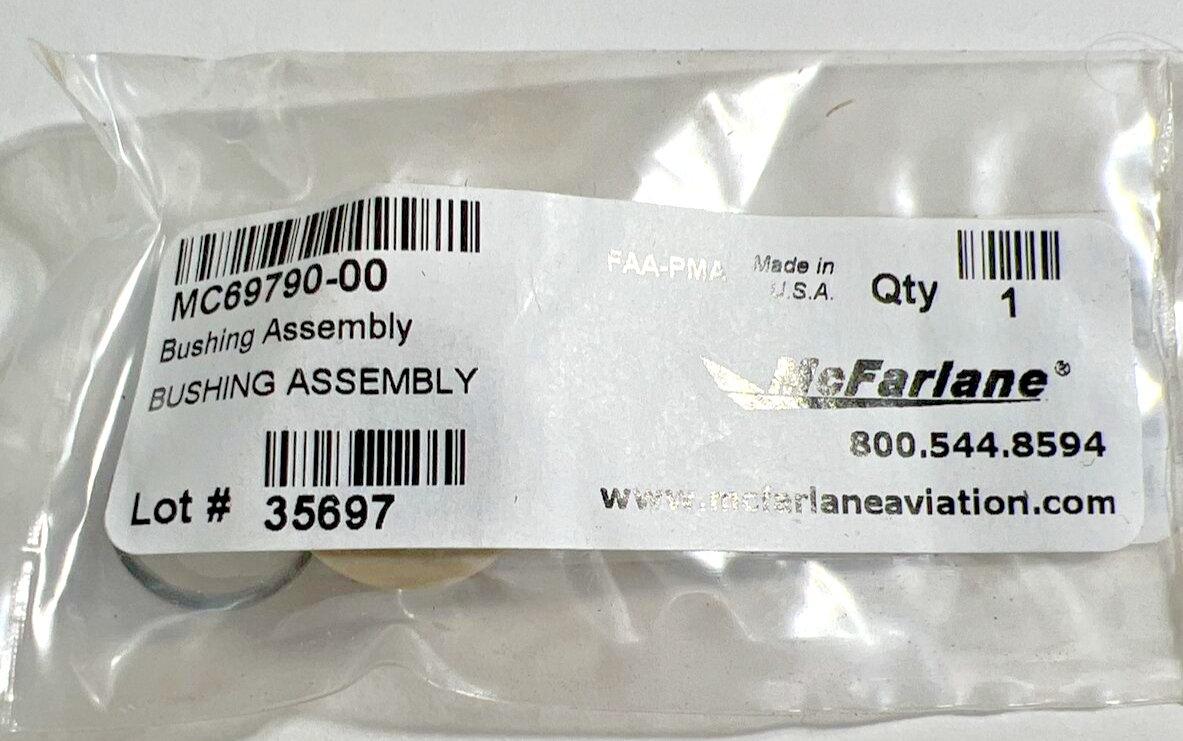 MC69790-00
Bushing Assembly
BUSHING ASSEMBLY
Lot # 35697
FAA-PMA
Made in
U.S.A.
Qty 1
McFarlane®
800.544.8594
www.mcfarlaneaviation.com